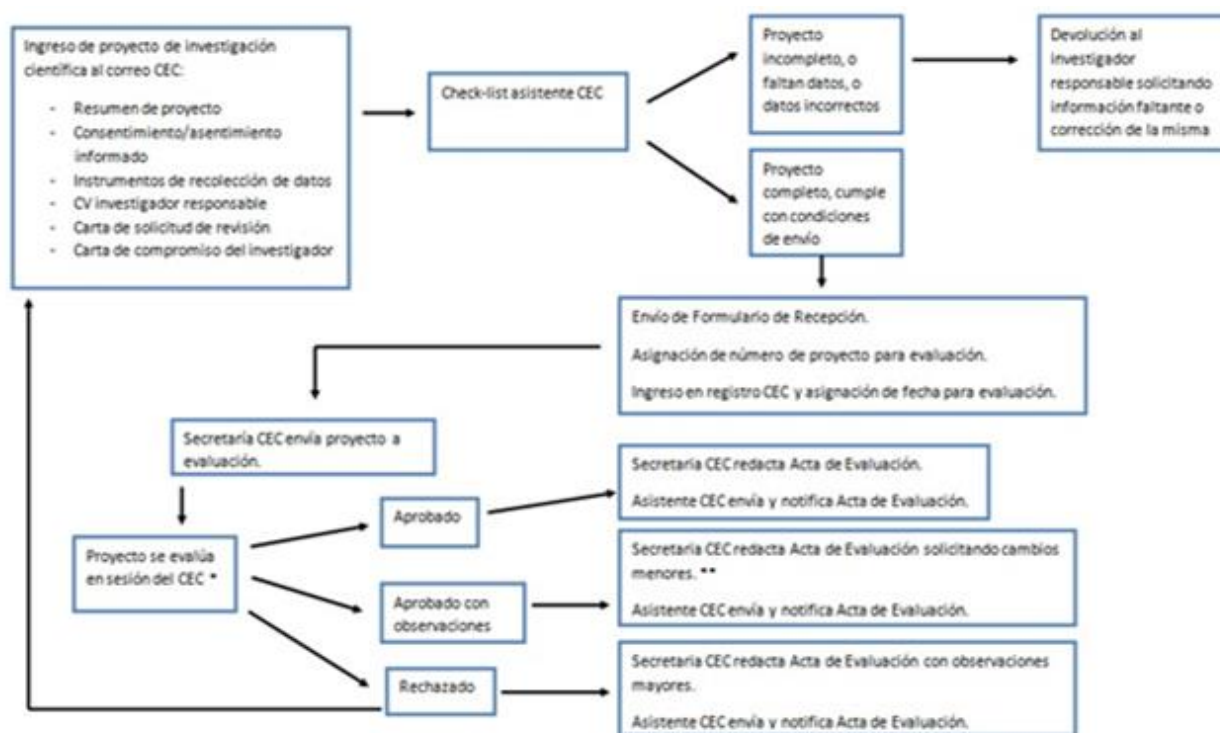 Ingreso de proyecto de investigación
científica al correo CEC:
- Resumen de proyecto
- Consentimiento/asentimiento
informado
- Instrumentos de recolección de datos
- CV investigador responsable
- Carta de solicitud de revisión
- Carta de compromiso del investigador
Check-list asistente CEC
Proyecto
incompleto, o
faltan datos, o
datos incorrectos
Devolución al
investigador
responsable solicitando
información faltante o
corrección de la misma
Proyecto
completo, cumple
con condiciones
de envío
Envío de Formulario de Recepción.
Asignación de número de proyecto para evaluación.
Ingreso en registro CEC y asignación de fecha para evaluación.
Secretaría CEC envía proyecto a
evaluación.
Proyecto se evalúa
en sesión del CEC *
Aprobado
Secretaria CEC redacta Acta de Evaluación.
Asistente CEC envía y notifica Acta de Evaluación.
Aprobado con
observaciones
Secretaria CEC redacta Acta de Evaluación solicitando cambios
menores. **
Asistente CEC envía y notifica Acta de Evaluación.
Rechazado
Secretaria CEC redacta Acta de Evaluación con observaciones
mayores.
Asistente CEC envía y notifica Acta de Evaluación.